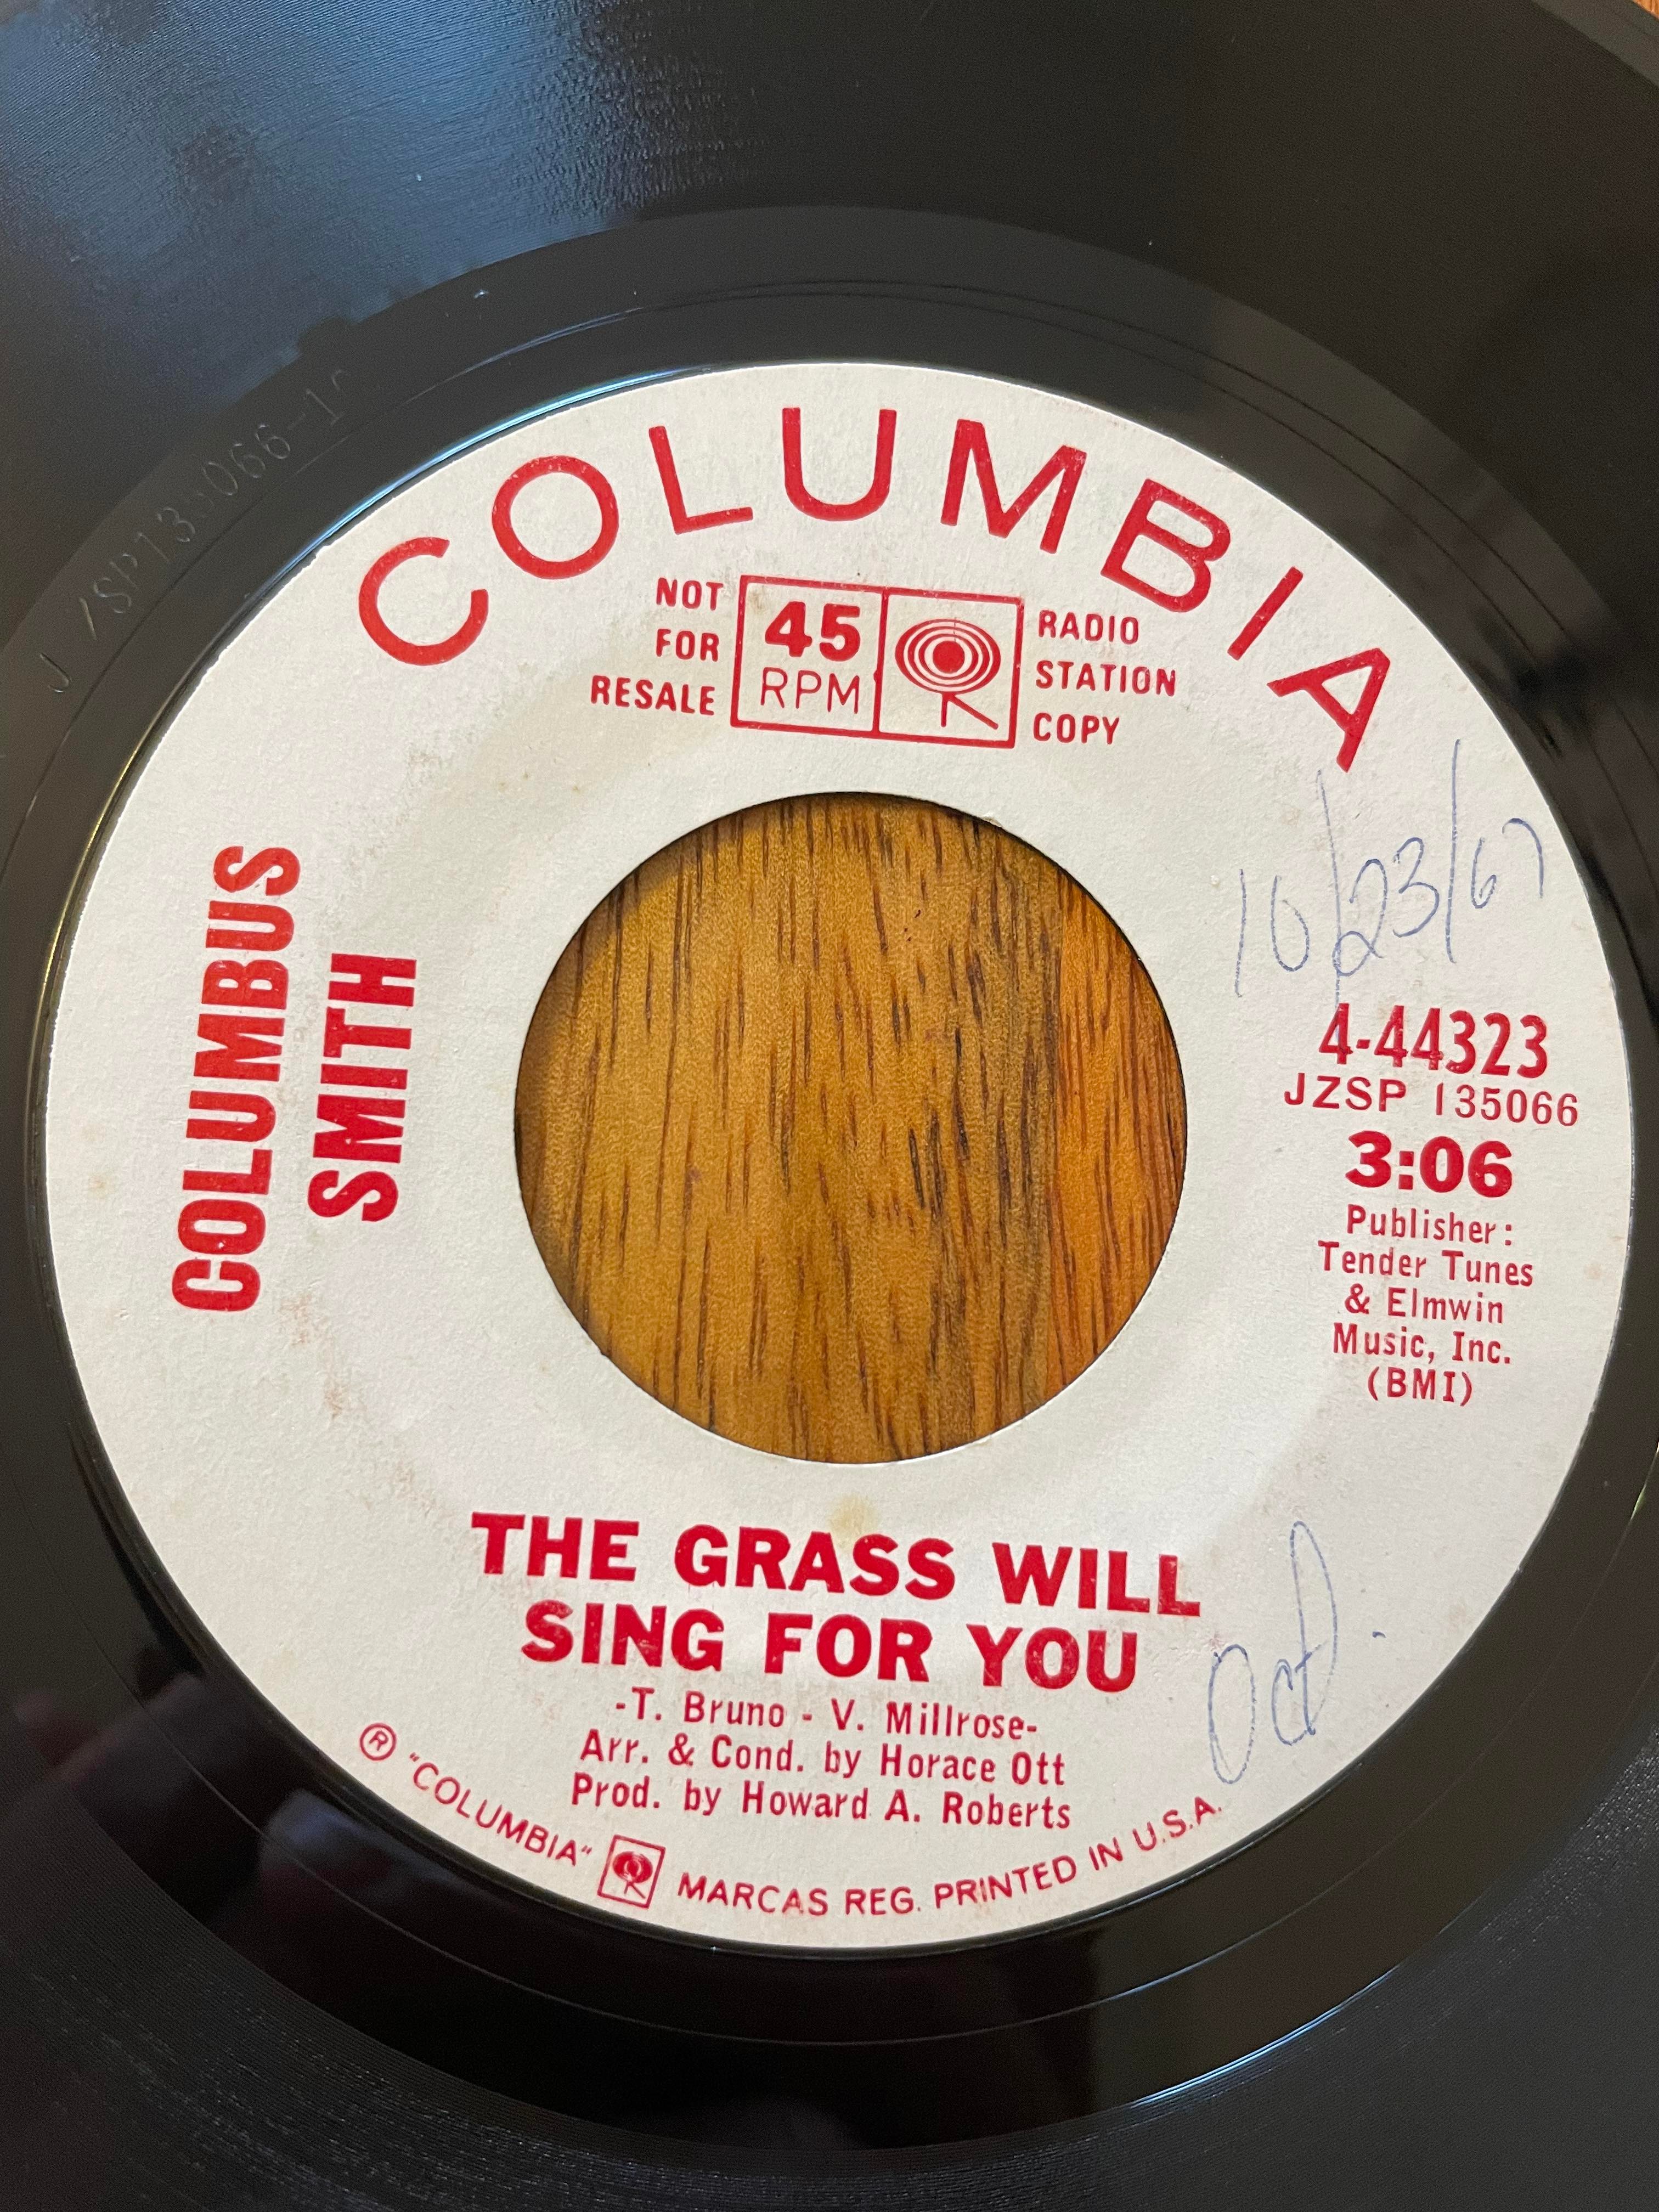 COLUMBIA
NOT
FOR
RESALE
45
RPM
RADIO
STATION
COPY
10/23/67
COLUMBUS
SMITH
4-44323
JZSP 135066
3:06
Publisher:
Tender Tunes
& Elmwin
Music, Inc.
(BMI)
THE GRASS WILL
SING FOR YOU
-T. Bruno - V. Millrose-
Arr. & Cond. by Horace Ott
Prod. by Howard A. Roberts
Oct.
® "COLUMBIA" MARCAS REG. PRINTED IN U.S.A.